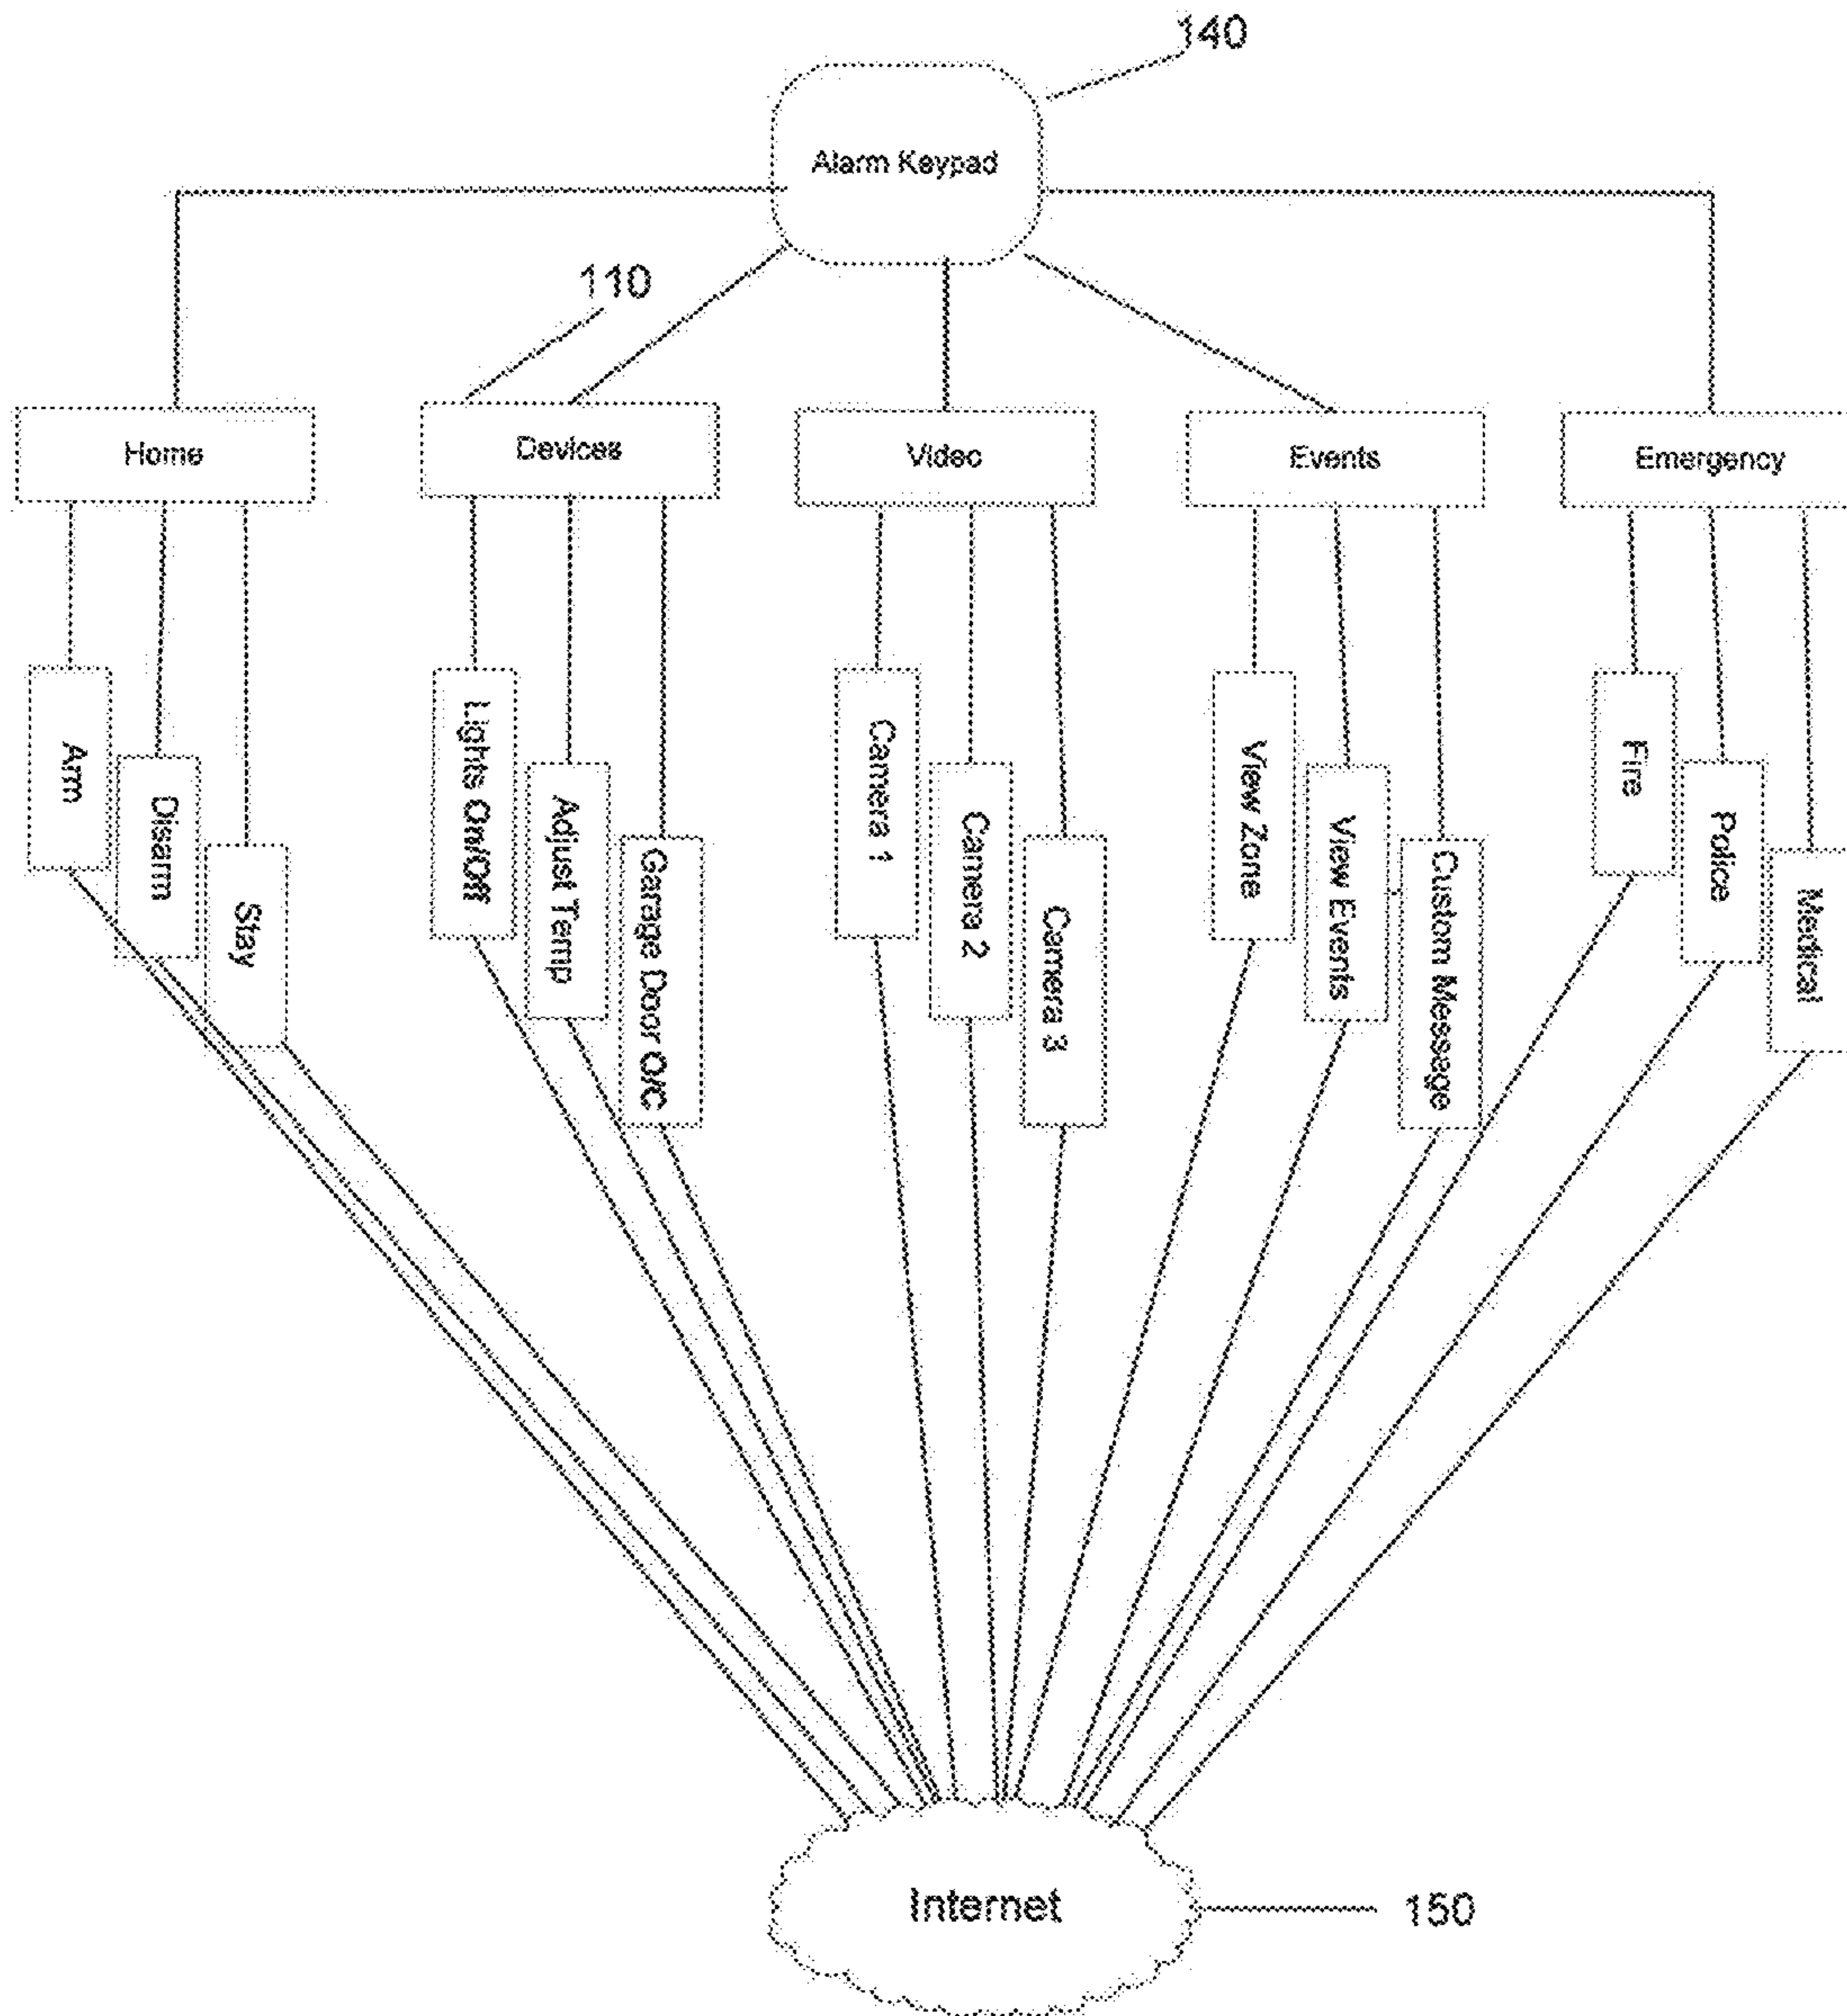 140
Alarm Keypad
110
Home
Devices
Video
Events
Emergency
Arm
Disarm
Stay
Lights On/Off
Adjust Temp
Garage Door O/C
Camera 1
Camera 2
Camera 3
View Zone
View Events
Custom Message
Fire
Police
Medical
Internet
150